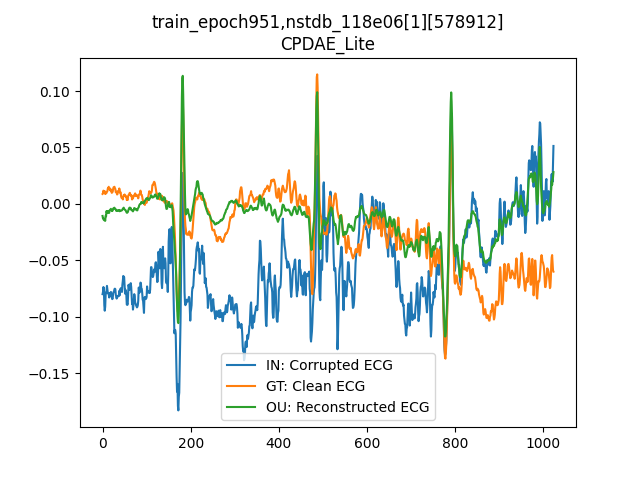 train_epoch951,nstdb_118e06[1][578912]
CPDAE_Lite
0.10
0.05
0.00
−0.05
−0.10
−0.15
IN: Corrupted ECG
GT: Clean ECG
OU: Reconstructed ECG
0 200 400 600 800 1000